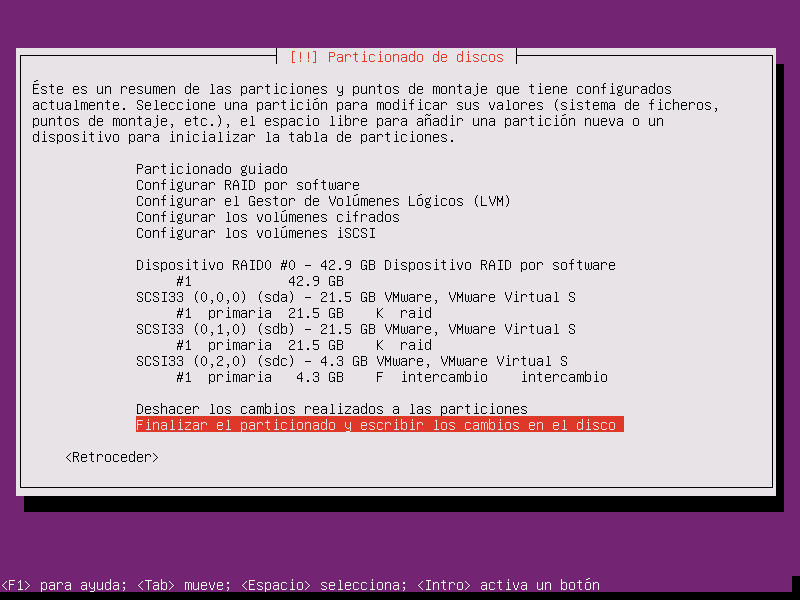 [!!] Particionado de discos
Éste es un resumen de las particiones y puntos de montaje que tiene configurados
actualmente. Seleccione una partición para modificar sus valores (sistema de ficheros,
puntos de montaje, etc.), el espacio libre para añadir una partición nueva o un
dispositivo para inicializar la tabla de particiones.
Particionado guiado
Configurar RAID por software
Configurar el Gestor de Volúmenes Lógicos (LVM)
Configurar los volúmenes cifrados
Configurar los volúmenes iSCSI
Dispositivo RAID0 #0 - 42.9 GB Dispositivo RAID por software
#1 42.9 GB
SCSI33 (0,0,0) (sda) - 21.5 GB VMware, VMware Virtual S
#1 primaria 21.5 GB K raid
SCSI33 (0,1,0) (sdb) - 21.5 GB VMware, VMware Virtual S
#1 primaria 21.5 GB K raid
SCSI33 (0,2,0) (sdc) - 4.3 GB VMware, VMware Virtual S
#1 primaria 4.3 GB F intercambio intercambio
Deshacer los cambios realizados a las particiones
Finalizar el particionado y escribir los cambios en el disco
<Retroceder>
<F1> para ayuda; <Tab> mueve; <Espacio> selecciona; <Intro> activa un botón